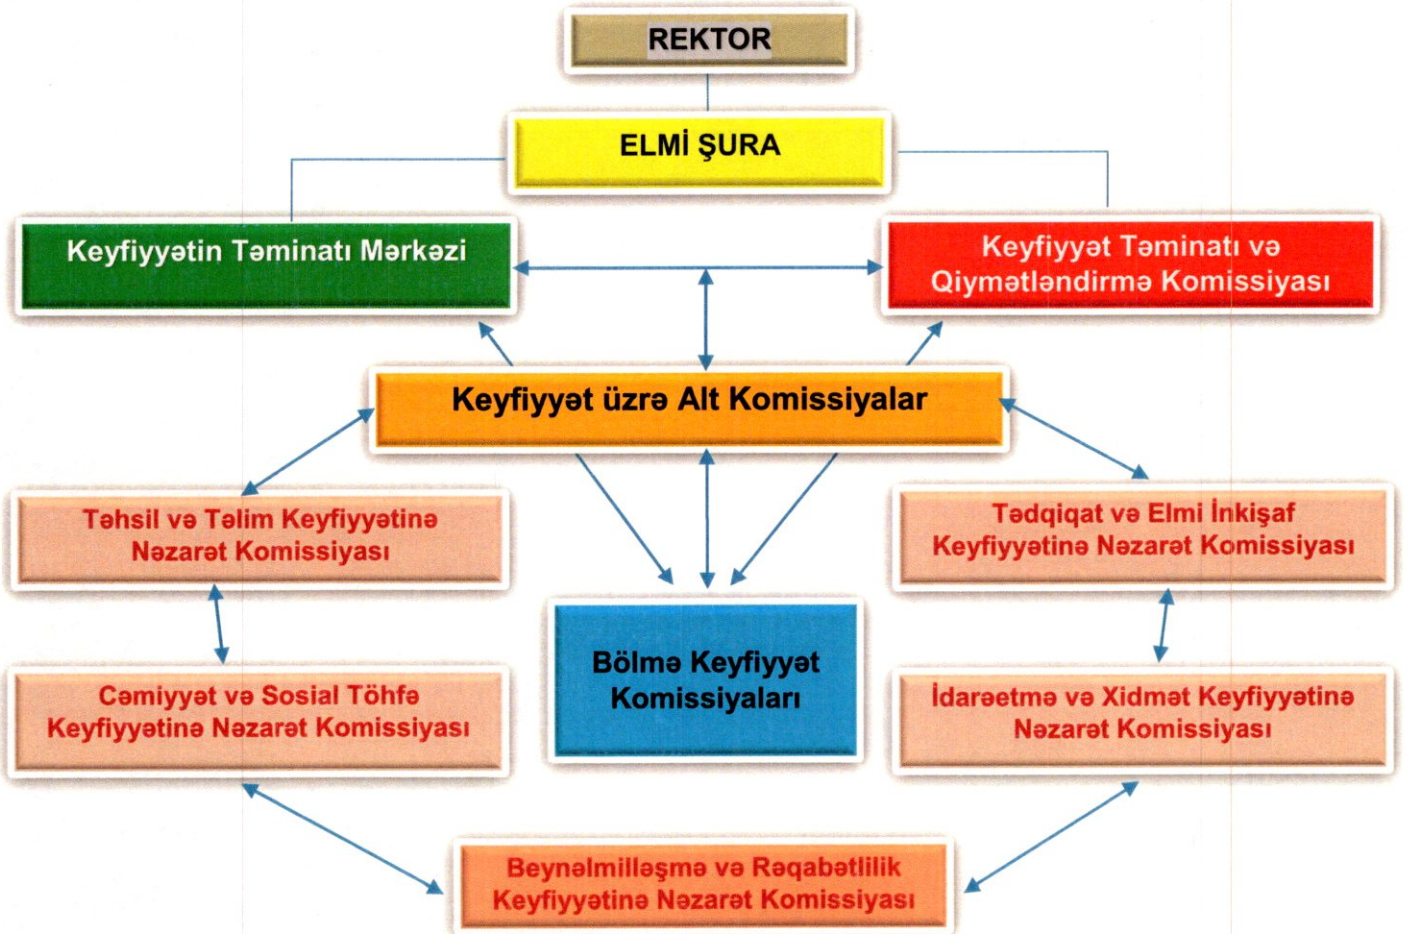 REKTOR
ELMİ ŞURA
Keyfiyyətin Təminatı Mərkəzi
Keyfiyyət Təminatı və
Qiymətləndirmə Komissiyası
Keyfiyyət üzrə Alt Komissiyalar
Təhsil və Təlim Keyfiyyətinə
Nəzarət Komissiyası
Tədqiqat və Elmi İnkişaf
Keyfiyyətinə Nəzarət Komissiyası
Bölmə Keyfiyyət
Komissiyaları
Cəmiyyət və Sosial Töhfə
Keyfiyyətinə Nəzarət Komissiyası
İdarəetmə və Xidmət Keyfiyyətinə
Nəzarət Komissiyası
Beynəlmilləşmə və Rəqabətlilik
Keyfiyyətinə Nəzarət Komissiyası